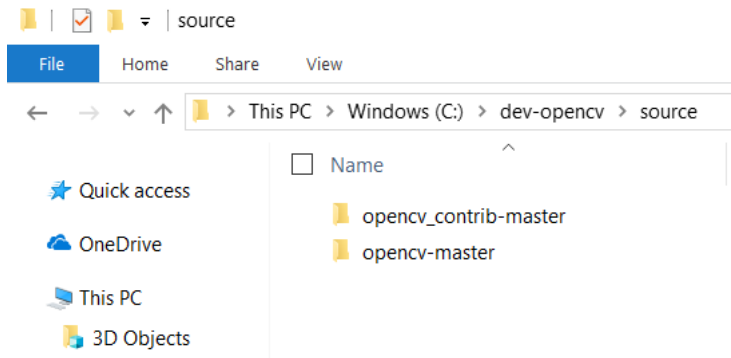 source
File Home Share View
This PC Windows (C:) dev-opencv source
Name
Quick access
opencv_contrib-master
opencv-master
OneDrive
This PC
3D Objects